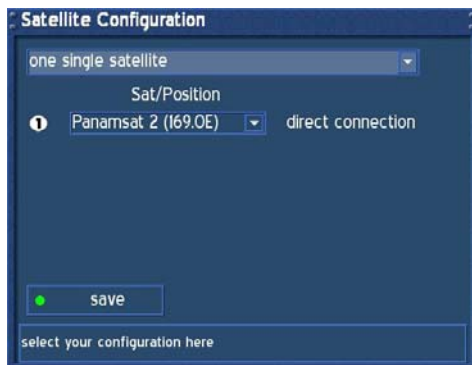 Satellite Configuration
one single satellite
Sat/Position
1 Panamsat 2 (169.0E) direct connection
save
select your configuration here